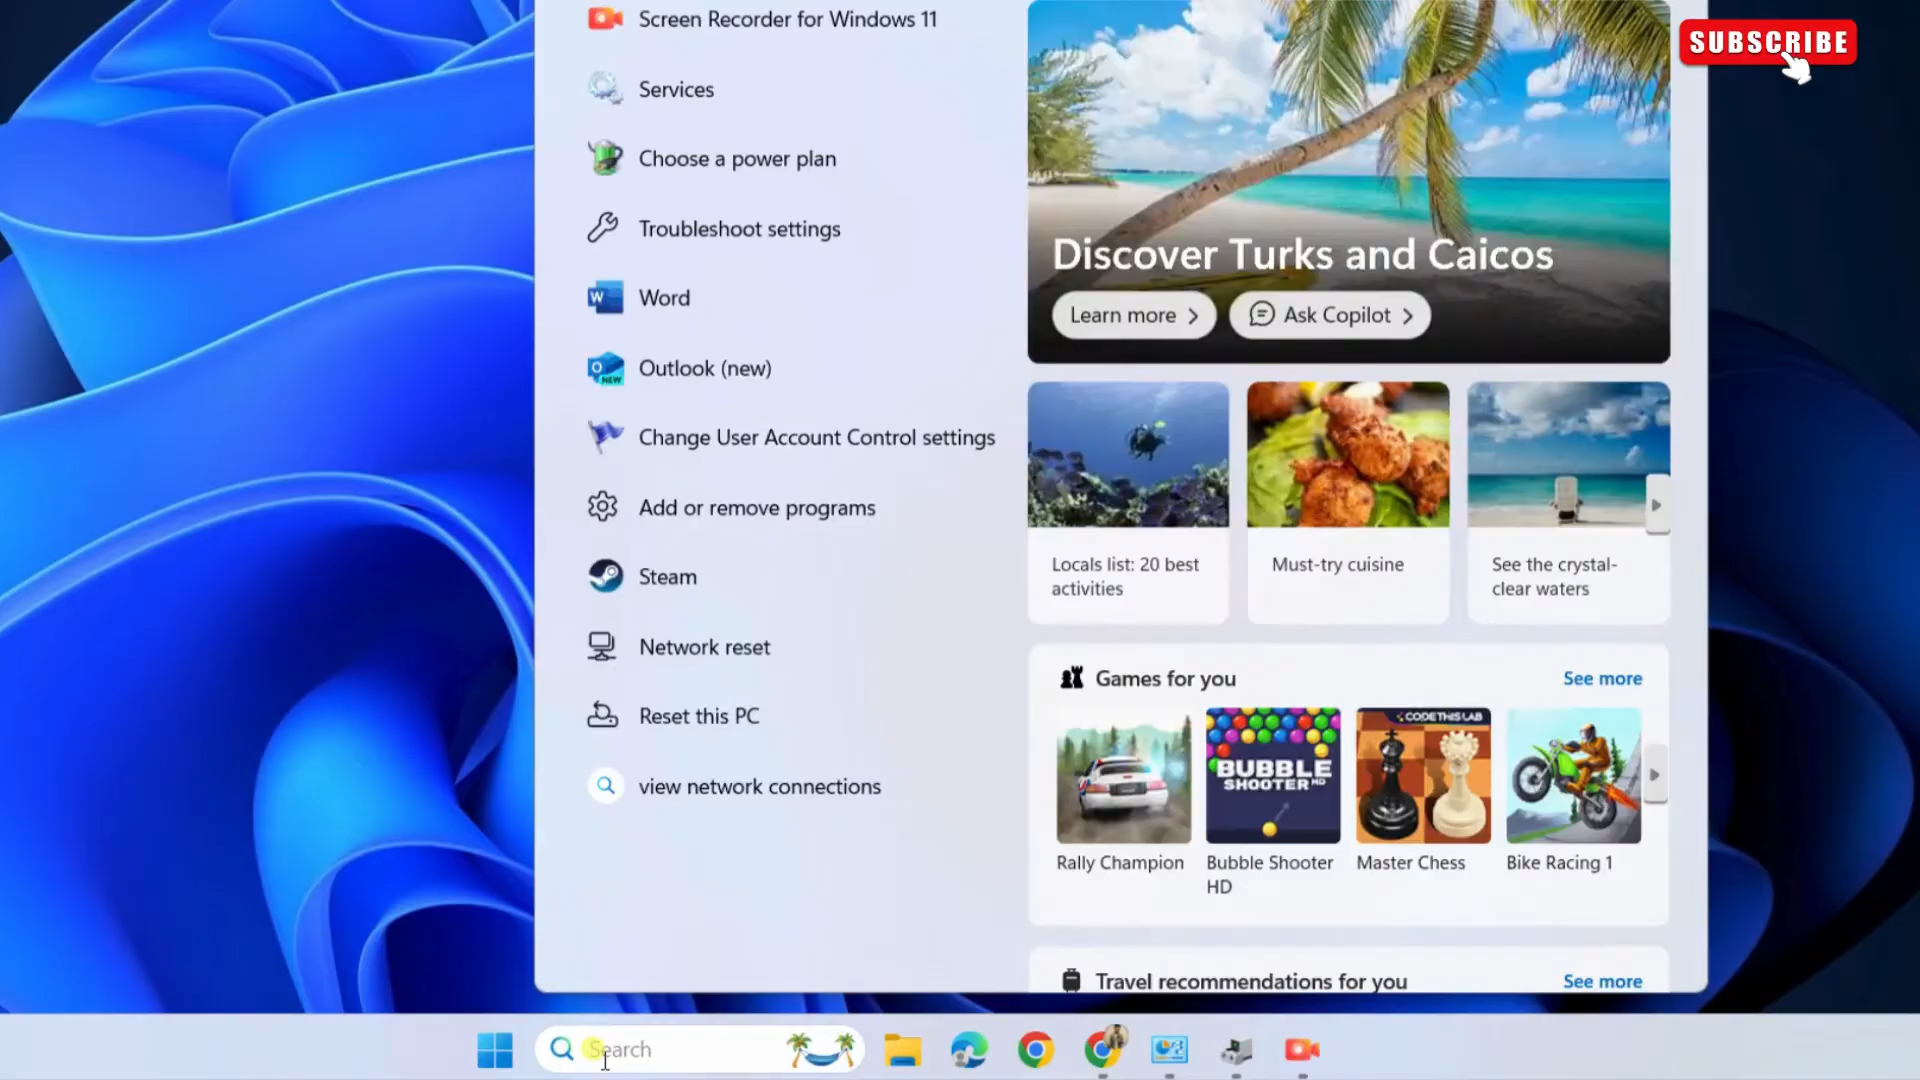 Screen Recorder for Windows 11
Services
Choose a power plan
Troubleshoot settings
Word
Outlook (new)
Change User Account Control settings
Add or remove programs
Steam
Network reset
Reset this PC
view network connections
SUBSCRIBE
Discover Turks and Caicos
Learn more
Ask Copilot
Locals list: 20 best
activities
Must-try cuisine
See the crystal-
clear waters
Games for you
See more
CODETHISLAB
BUBBLE
SHOOTER HD
Rally Champion
Bubble Shooter
HD
Master Chess
Bike Racing 1
Travel recommendations for you
See more
Search
W
O
NEW